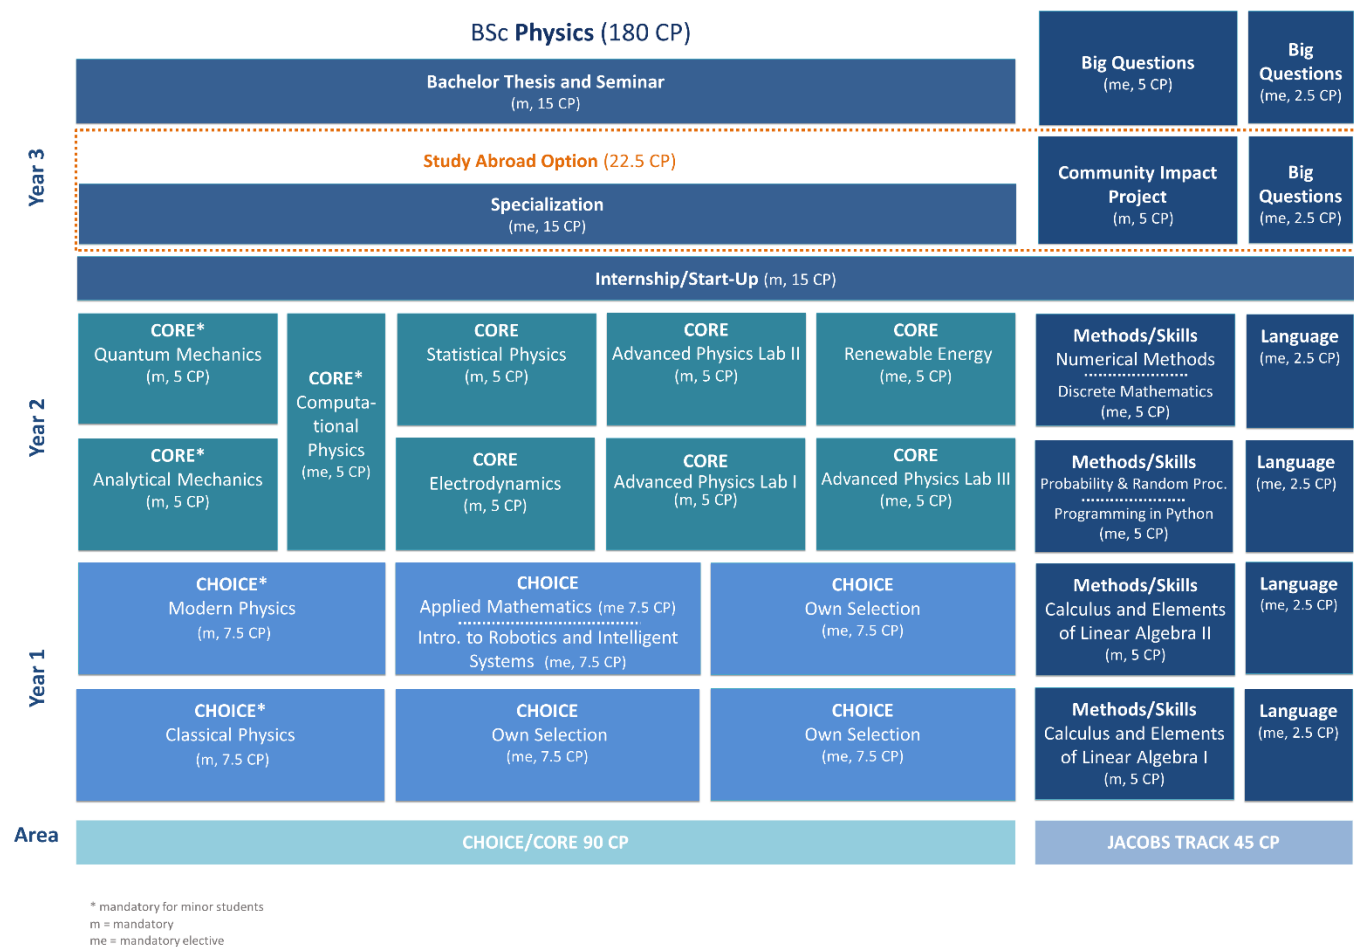 BSc Physics (180 CP)
Bachelor Thesis and Seminar
(m, 15 CP)
Big Questions
(me, 5 CP)
Big
Questions
(me, 2.5 CP)
Year 3
Study Abroad Option (22.5 CP)
Specialization
(me, 15 CP)
Community Impact
Project
(m, 5 CP)
Big
Questions
(me, 2.5 CP)
Internship/Start-Up (m, 15 CP)
Year 2
CORE*
Quantum Mechanics
(m, 5 CP)
CORE*
Computa-
tional
Physics
(me, 5 CP)
CORE
Statistical Physics
(m, 5 CP)
CORE
Advanced Physics Lab II
(m, 5 CP)
CORE
Renewable Energy
(me, 5 CP)
Methods/Skills
Numerical Methods
Discrete Mathematics
(me, 5 CP)
Language
(me, 2.5 CP)
CORE*
Analytical Mechanics
(m, 5 CP)
CORE
Electrodynamics
(m, 5 CP)
CORE
Advanced Physics Lab I
(m, 5 CP)
CORE
Advanced Physics Lab III
(me, 5 CP)
Methods/Skills
Probability & Random Proc.
Programming in Python
(me, 5 CP)
Language
(me, 2.5 CP)
Year 1
CHOICE*
Modern Physics
(m, 7.5 CP)
CHOICE
Applied Mathematics (me 7.5 CP)
Intro. to Robotics and Intelligent
Systems (me, 7.5 CP)
CHOICE
Own Selection
(me, 7.5 CP)
Methods/Skills
Calculus and Elements
of Linear Algebra II
(m, 5 CP)
Language
(me, 2.5 CP)
CHOICE*
Classical Physics
(m, 7.5 CP)
CHOICE
Own Selection
(me, 7.5 CP)
CHOICE
Own Selection
(me, 7.5 CP)
Methods/Skills
Calculus and Elements
of Linear Algebra I
(m, 5 CP)
Language
(me, 2.5 CP)
Area
CHOICE/CORE 90 CP
JACOBS TRACK 45 CP
* mandatory for minor students
m = mandatory
me = mandatory elective